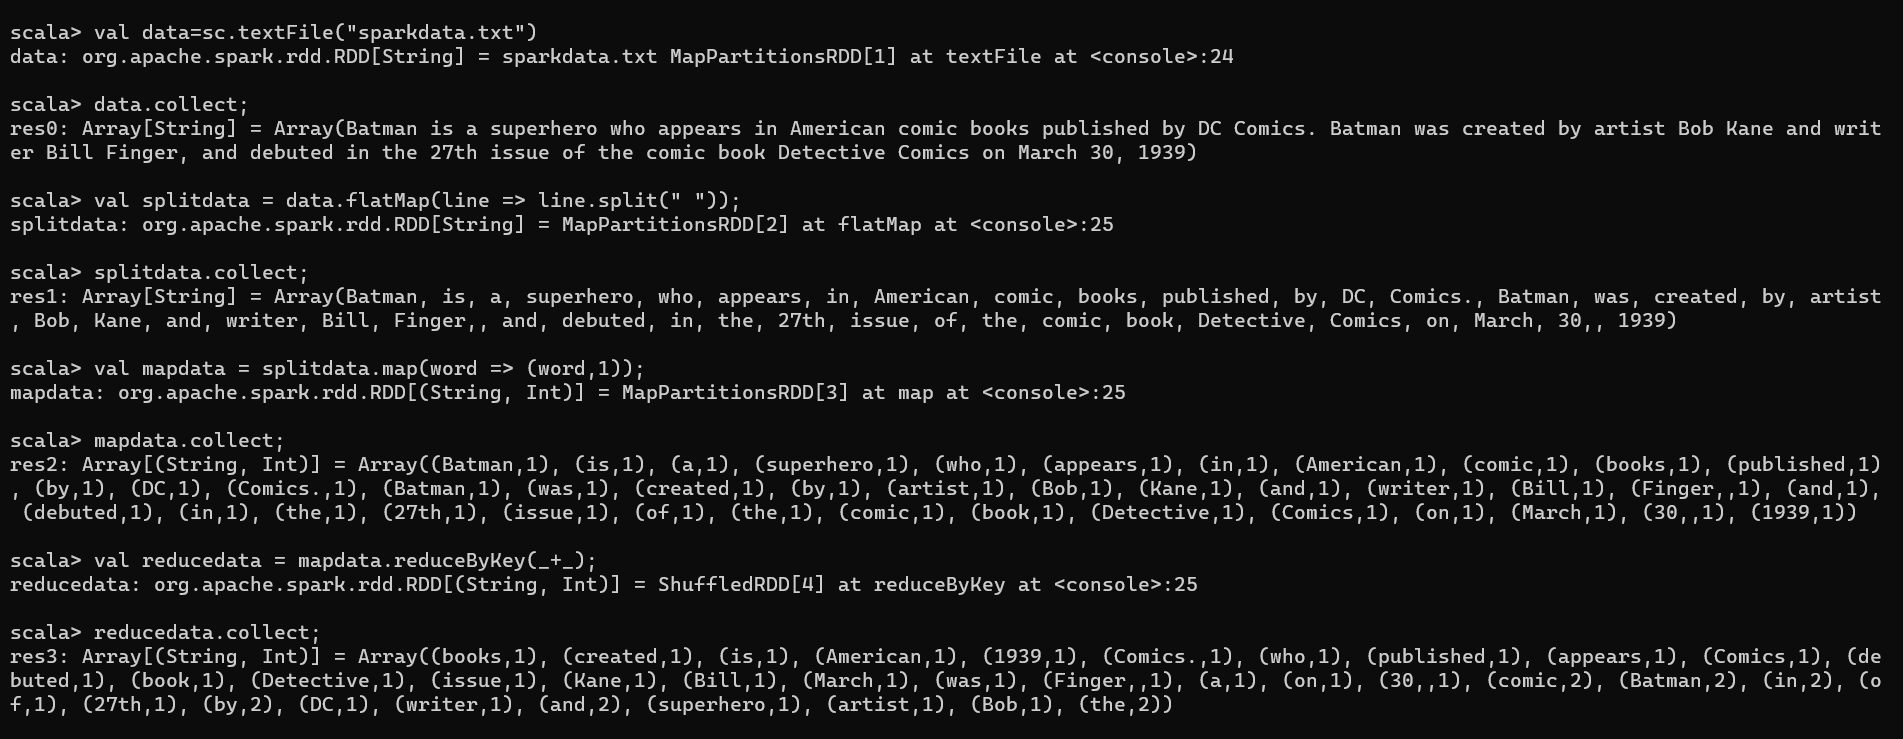 scala> val data=sc.textFile("sparkdata.txt")
data: org.apache.spark.rdd.RDD[String] = sparkdata.txt MapPartitionsRDD[1] at textFile at <console>:24
scala> data.collect;
res0: Array[String] = Array(Batman is a superhero who appears in American comic books published by DC Comics. Batman was created by artist Bob Kane and writ
er Bill Finger, and debuted in the 27th issue of the comic book Detective Comics on March 30, 1939)
scala> val splitdata = data.flatMap(line => line.split(" "));
splitdata: org.apache.spark.rdd.RDD[String] = MapPartitionsRDD[2] at flatMap at <console>:25
scala> splitdata.collect;
res1: Array[String] = Array(Batman, is, a, superhero, who, appears, in, American, comic, books, published, by, DC, Comics., Batman, was, created, by, artist
, Bob, Kane, and, writer, Bill, Finger,, and, debuted, in, the, 27th, issue, of, the, comic, book, Detective, Comics, on, March, 30,, 1939)
scala> val mapdata = splitdata.map(word => (word,1));
mapdata: org.apache.spark.rdd.RDD[(String, Int)] = MapPartitionsRDD[3] at map at <console>:25
scala> mapdata.collect;
res2: Array[(String, Int)] = Array((Batman,1), (is,1), (a,1), (superhero,1), (who,1), (appears,1), (in,1), (American,1), (comic,1), (books,1), (published,1)
, (by,1), (DC,1), (Comics.,1), (Batman,1), (was,1), (created,1), (by,1), (artist,1), (Bob,1), (Kane,1), (and,1), (writer,1), (Bill,1), (Finger,,1), (and,1),
 (debuted,1), (in,1), (the,1), (27th,1), (issue,1), (of,1), (the,1), (comic,1), (book,1), (Detective,1), (Comics,1), (on,1), (March,1), (30,,1), (1939,1))
scala> val reducedata = mapdata.reduceByKey(_+_);
reducedata: org.apache.spark.rdd.RDD[(String, Int)] = ShuffledRDD[4] at reduceByKey at <console>:25
scala> reducedata.collect;
res3: Array[(String, Int)] = Array((books,1), (created,1), (is,1), (American,1), (1939,1), (Comics.,1), (who,1), (published,1), (appears,1), (Comics,1), (de
buted,1), (book,1), (Detective,1), (issue,1), (Kane,1), (Bill,1), (March,1), (was,1), (Finger,,1), (a,1), (on,1), (30,,1), (comic,2), (Batman,2), (in,2), (o
f,1), (27th,1), (by,2), (DC,1), (writer,1), (and,2), (superhero,1), (artist,1), (Bob,1), (the,2))